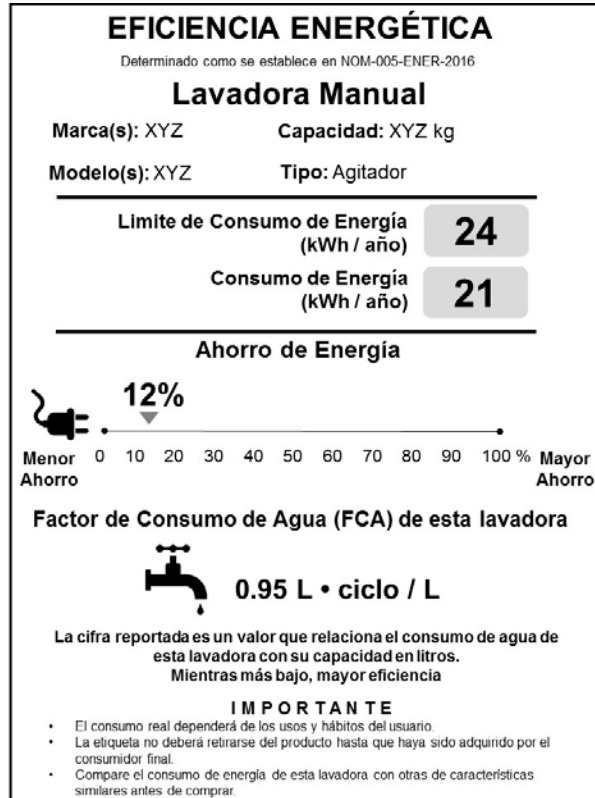 EFICIENCIA ENERGÉTICA
Determinado como se establece en NOM-005-ENER-2016
Lavadora Manual
Marca(s): XYZ Capacidad: XYZ kg
Modelo(s): XYZ Tipo: Agitador
Limite de Consumo de Energía
(kWh / año) 24
Consumo de Energía
(kWh / año) 21
Ahorro de Energía
12%
0 10 20 30 40 50 60 70 80 90 100 %
Menor
Ahorro
Mayor
Ahorro
Factor de Consumo de Agua (FCA) de esta lavadora
0.95 L • ciclo / L
La cifra reportada es un valor que relaciona el consumo de agua de
esta lavadora con su capacidad en litros.
Mientras más bajo, mayor eficiencia
IMPORTANTE
• El consumo real dependerá de los usos y hábitos del usuario.
• La etiqueta no deberá retirarse del producto hasta que haya sido adquirido por el
consumidor final.
• Compare el consumo de energía de esta lavadora con otras de características
similares antes de comprar.